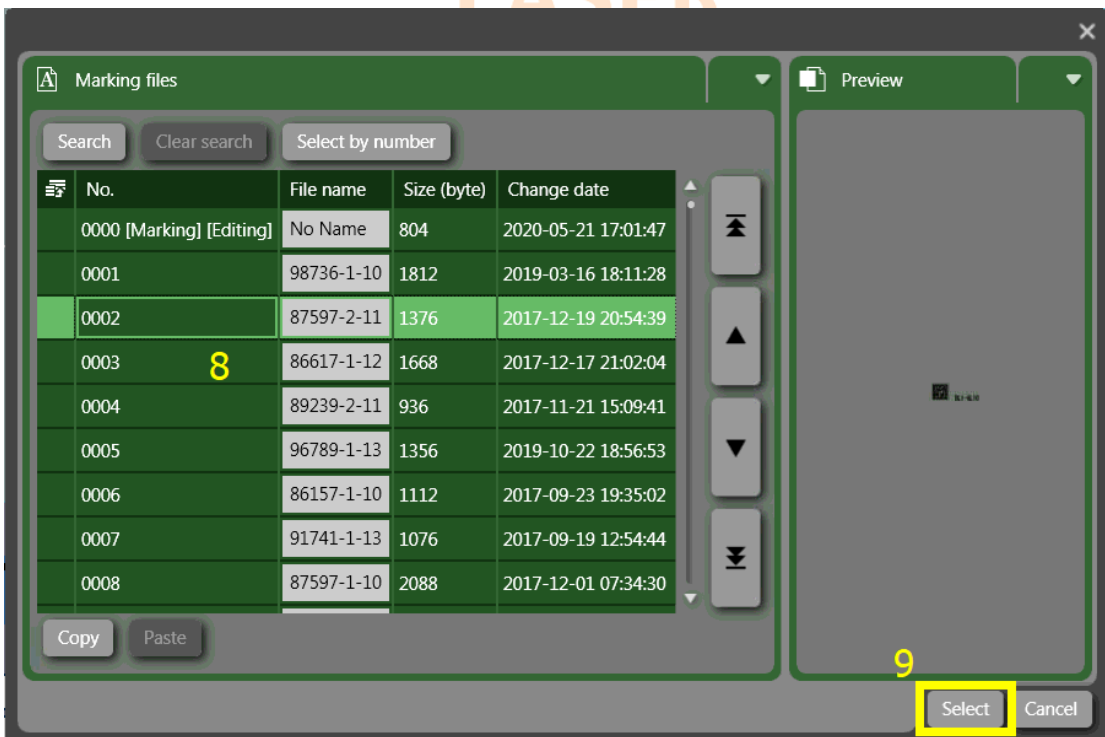 LASER
×
Marking files
Preview
Search Clear search Select by number
No. File name Size (byte) Change date
0000 [Marking] [Editing] No Name 804 2020-05-21 17:01:47
0001 98736-1-10 1812 2019-03-16 18:11:28
0002 87597-2-11 1376 2017-12-19 20:54:39
0003 86617-1-12 1668 2017-12-17 21:02:04
8
0004 89239-2-11 936 2017-11-21 15:09:41
0005 96789-1-13 1356 2019-10-22 18:56:53
0006 86157-1-10 1112 2017-09-23 19:35:02
0007 91741-1-13 1076 2017-09-19 12:54:44
0008 87597-1-10 2088 2017-12-01 07:34:30
Copy Paste
9
Select Cancel